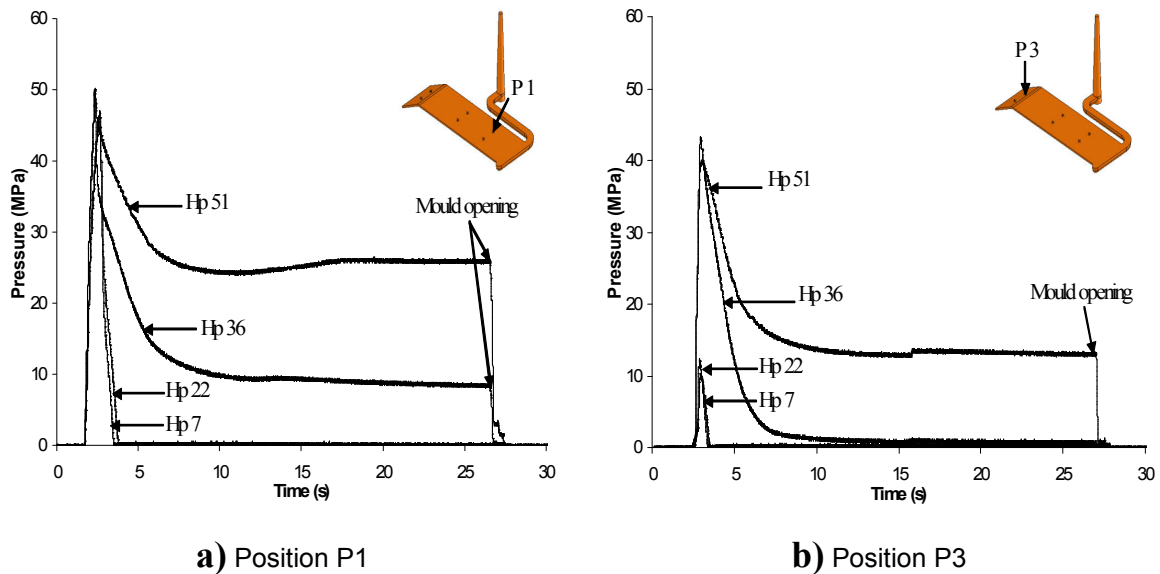 60
50
40
30
20
10
0
Pressure (MPa)
P 1
Hp 51
Mould opening
Hp 36
Hp 22
Hp 7
0 5 10 15 20 25 30
Time (s)
a) Position P1
60
50
40
30
20
10
0
Pressure (MPa)
P 3
Hp 51
Hp 36
Mould opening
Hp 22
Hp 7
0 5 10 15 20 25 30
Time (s)
b) Position P3